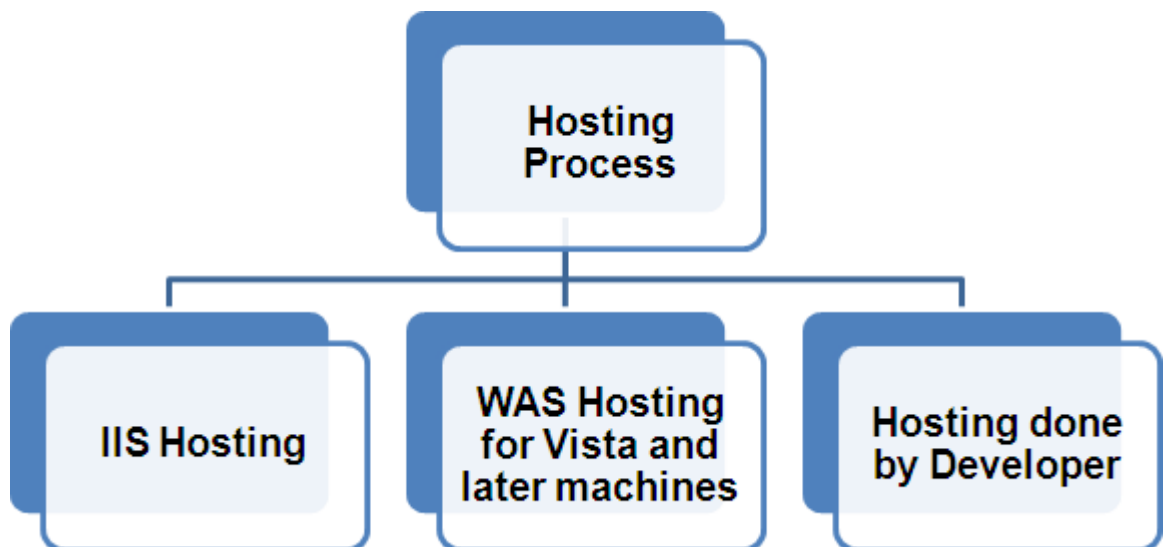 Hosting
Process
IIS Hosting
WAS Hosting
for Vista and
later machines
Hosting done
by Developer